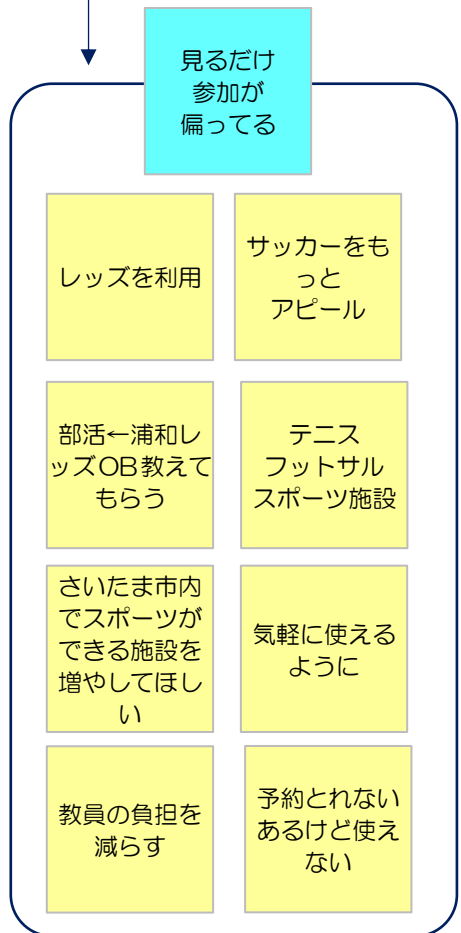 見るだけ
参加が
偏ってる
レッズを利用
サッカーをも
っと
アピール
部活←浦和レ
ッズOB教えて
もらう
テニス
フットサル
スポーツ施設
さいたま市内
でスポーツが
できる施設を
増やしてほし
い
気軽に使える
ように
教員の負担を
減らす
予約とれない
あるけど使え
ない